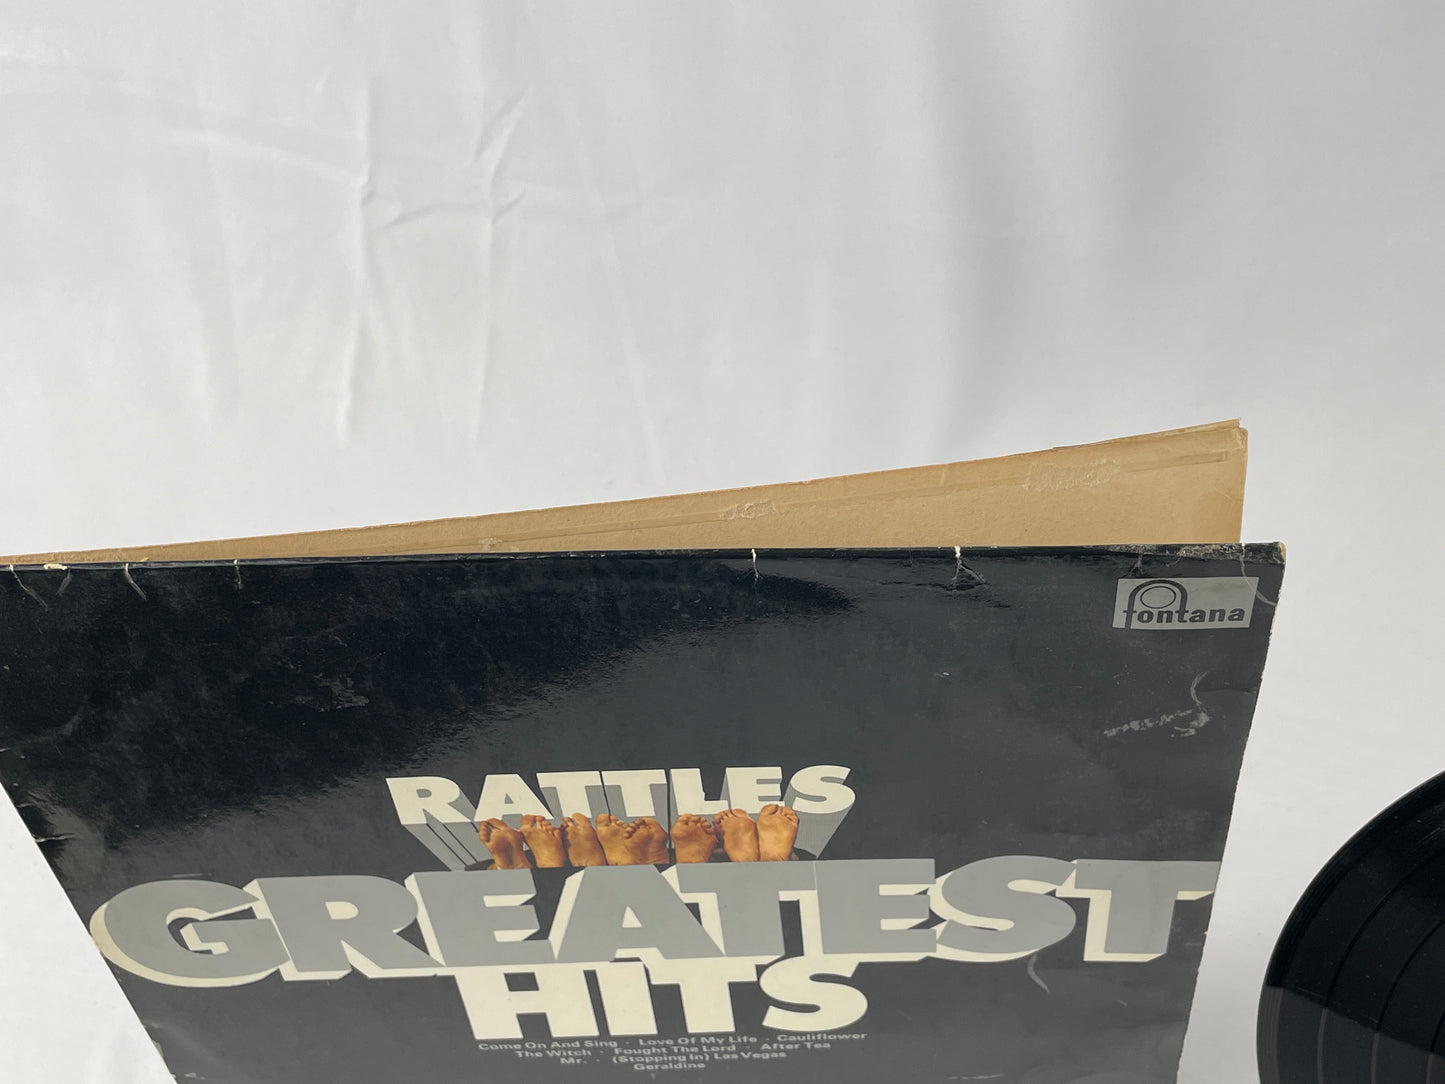 fontana
RATTLES
GREATEST
HITS
Come On And Sing · Love Of My Life · Cauliflower
The Witch · Fought The Lord · After Tea
Mr. · (Stopping In) Las Vegas
Geraldine